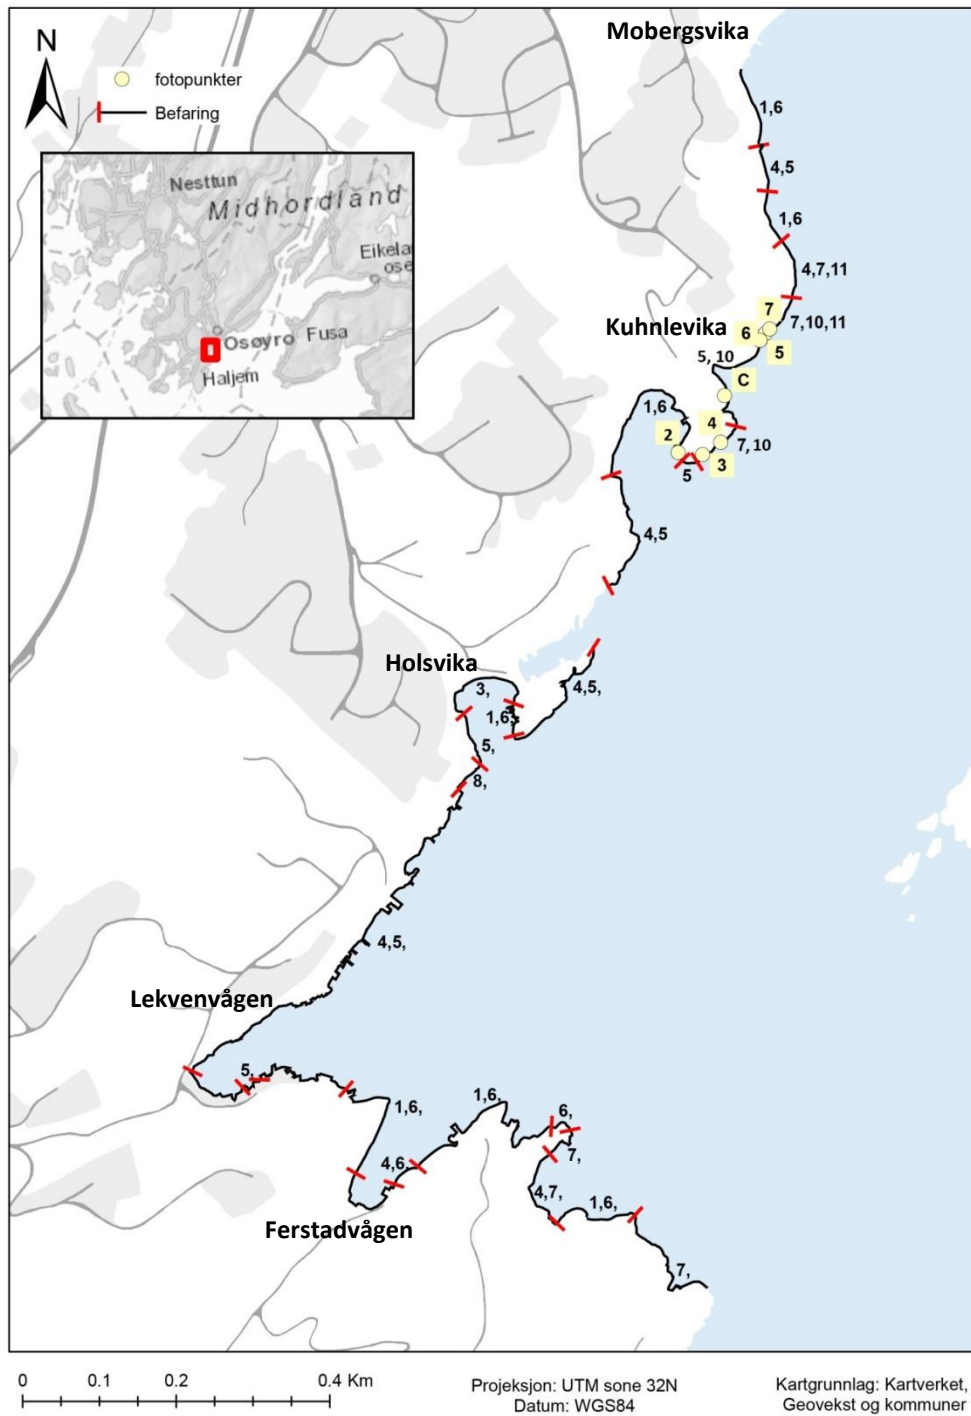 Mobergsvika
N
fotopunkter
Befaring
1,6
4,5
1,6
4,7,11
Nesttun
Midhordland
Eikela
ose
Osøyro Fusa
Haljem
7
Kuhnlevika
6
7,10,11
5
5, 10
C
1,6
4
2
7, 10
3
5
4,5
Holsvika
3,
4,5,
1,6,
5,
8,
4,5,
Lekvenvågen
5,
1,6,
1,6,
6,
4,6,
7,
4,7,
1,6,
Ferstadvågen
7,
0 0.1 0.2 0.4 Km
Projeksjon: UTM sone 32N
Datum: WGS84
Kartgrunnlag: Kartverket,
Geovekst og kommuner